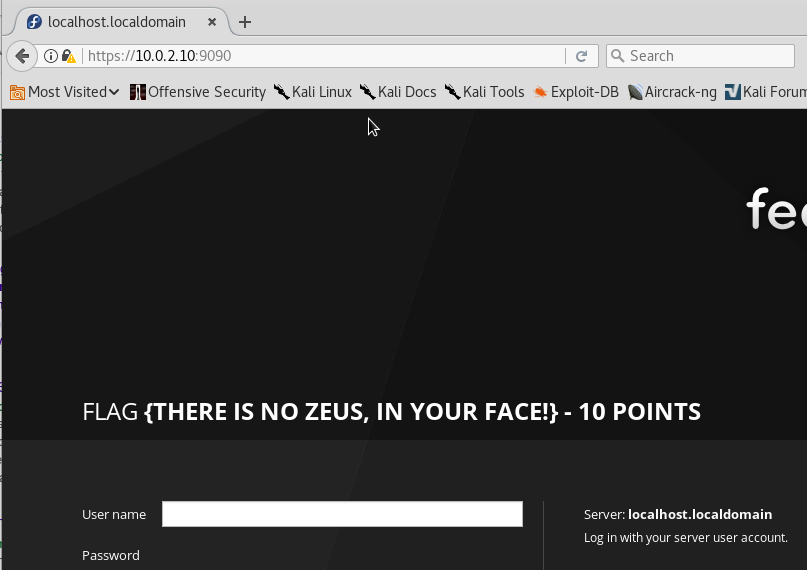 localhost.localdomain
https://10.0.2.10:9090
Search
Most Visited Offensive Security Kali Linux Kali Docs Kali Tools Exploit-DB Aircrack-ng Kali Forum
fe
FLAG {THERE IS NO ZEUS, IN YOUR FACE!} - 10 POINTS
User name
Server: localhost.localdomain
Log in with your server user account.
Password